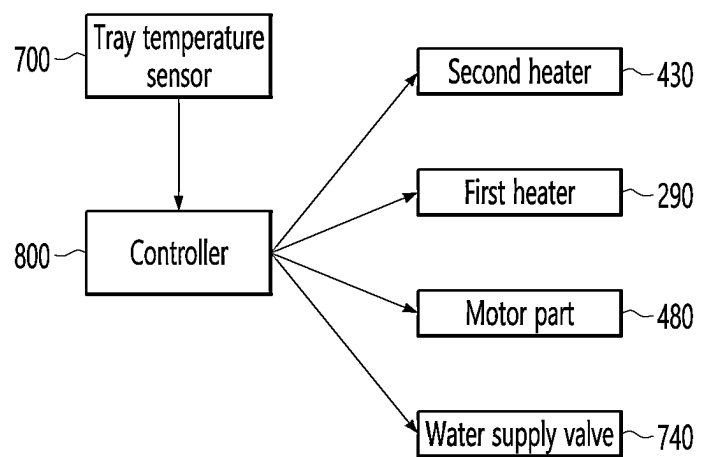 700
Tray temperature
sensor
Second heater
430
First heater
290
800
Controller
Motor part
480
Water supply valve
740